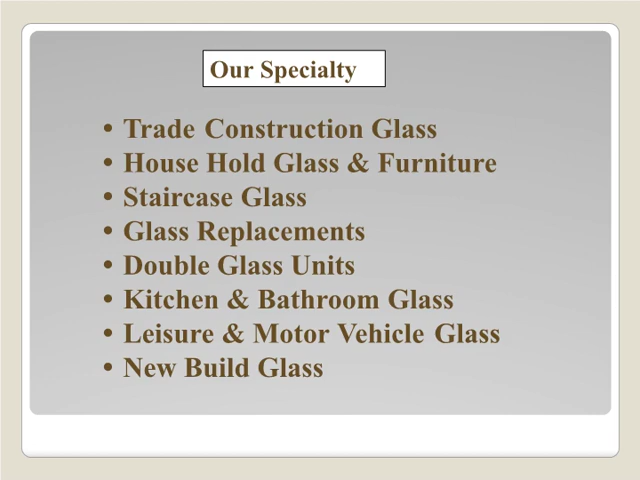 Our Specialty
• Trade Construction Glass
• House Hold Glass & Furniture
• Staircase Glass
• Glass Replacements
• Double Glass Units
• Kitchen & Bathroom Glass
• Leisure & Motor Vehicle Glass
• New Build Glass